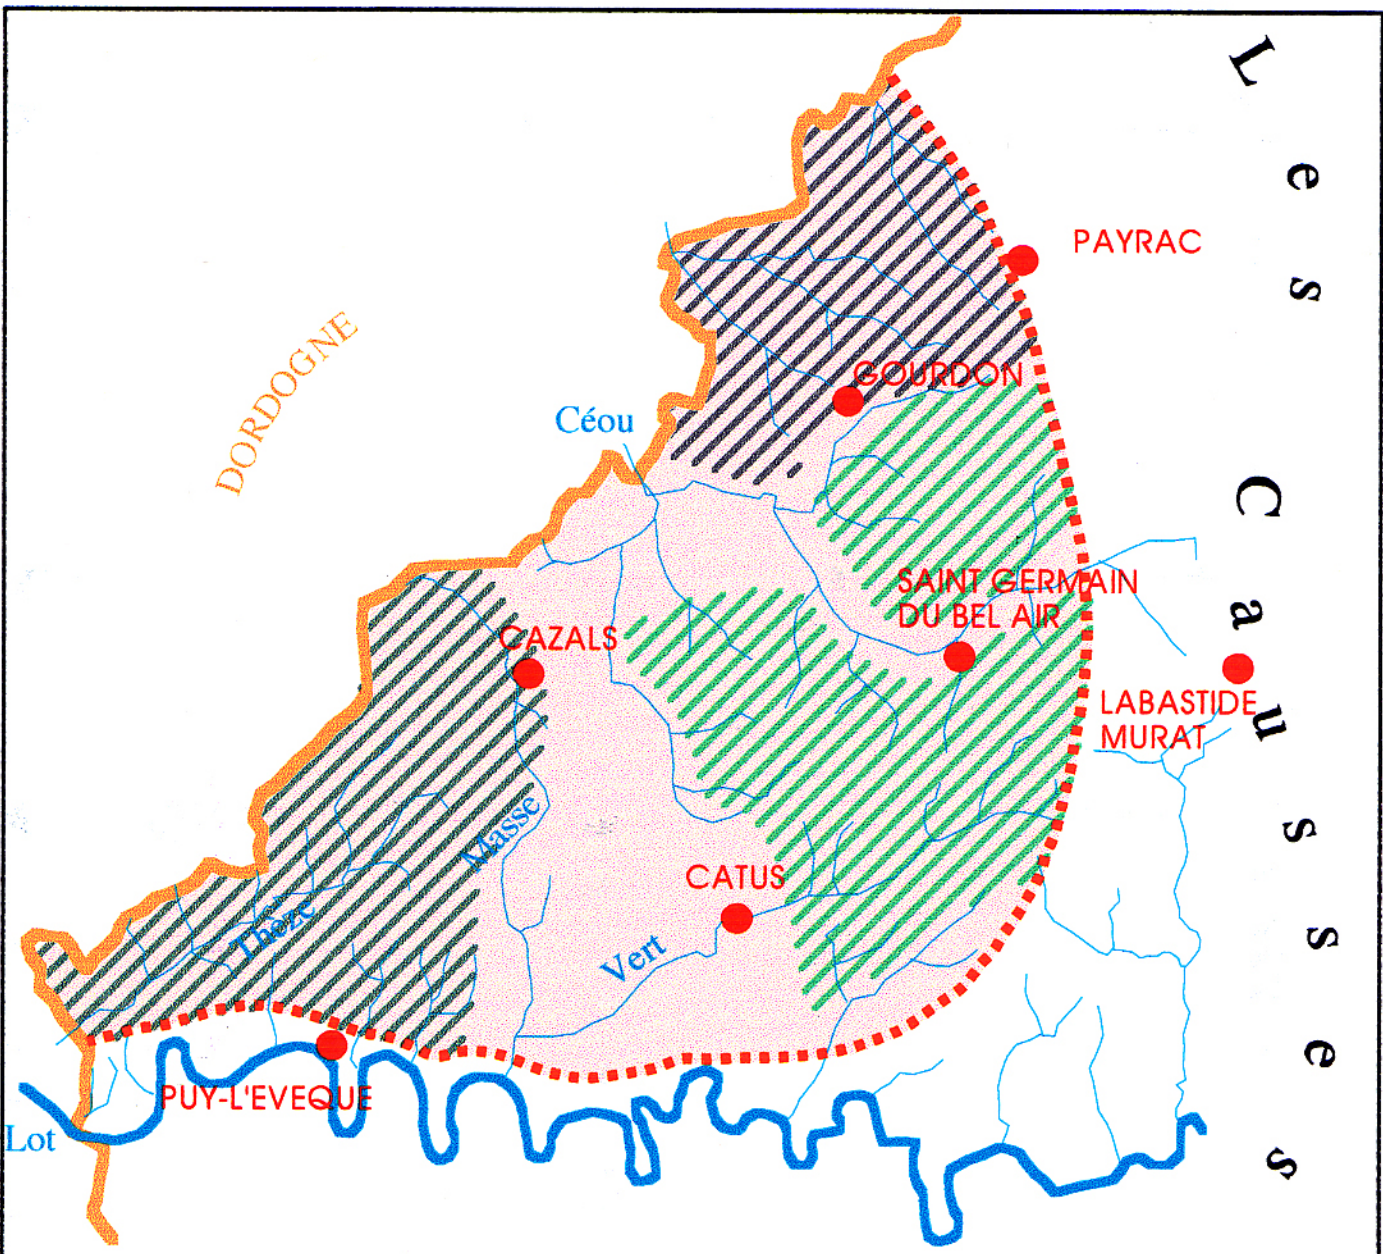 Les Causses
PAYRAC
DORDOGNE
GOURDON
Céou
SAINT GERMAIN
DU BEL AIR
CAZALS
LABASTIDE
MURAT
Masse
CATUS
Thèze
Vert
PUY-L'EVEQUE
Lot